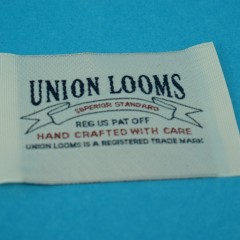 UNION LOOMS
SUPERIOR STANDARD
REG US PAT OFF
HAND CRAFTED WITH CARE
UNION LOOMS IS A REGISTERED TRADE MARK